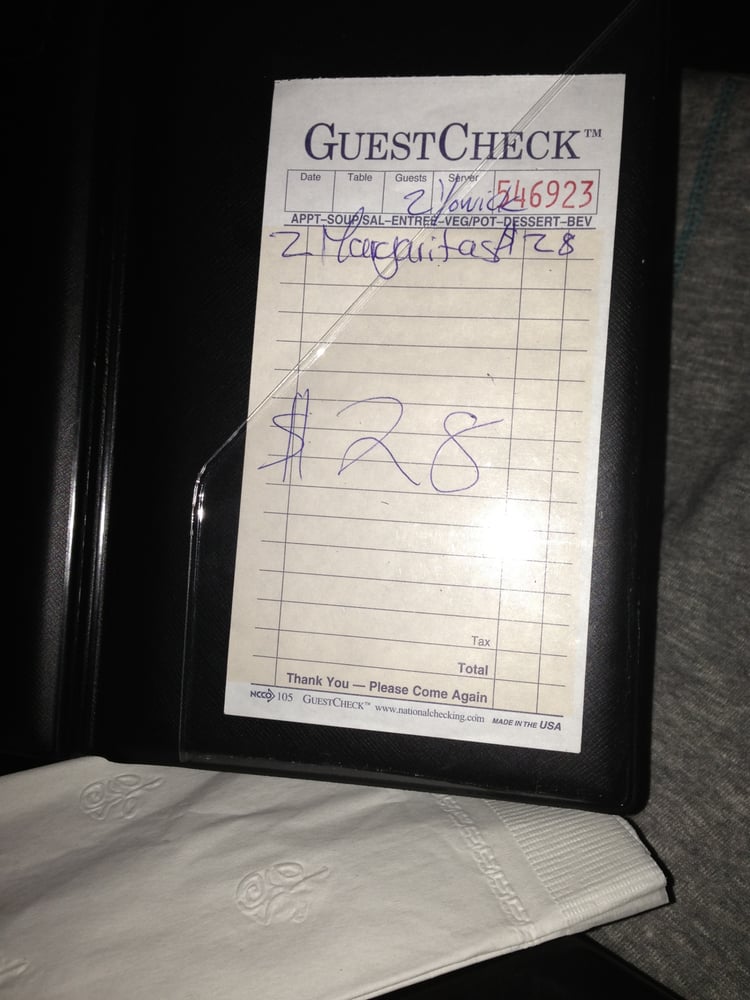 GUESTCHECK™
Date Table Guests Server
2 546923
APPT–SOUP/SAL–ENTREE–VEG/POT–DESSERT–BEV
2 Margaritas $28
$28
Tax
Total
Thank You — Please Come Again
NCCO 105 GUESTCHECK™ www.nationalchecking.com MADE IN THE USA